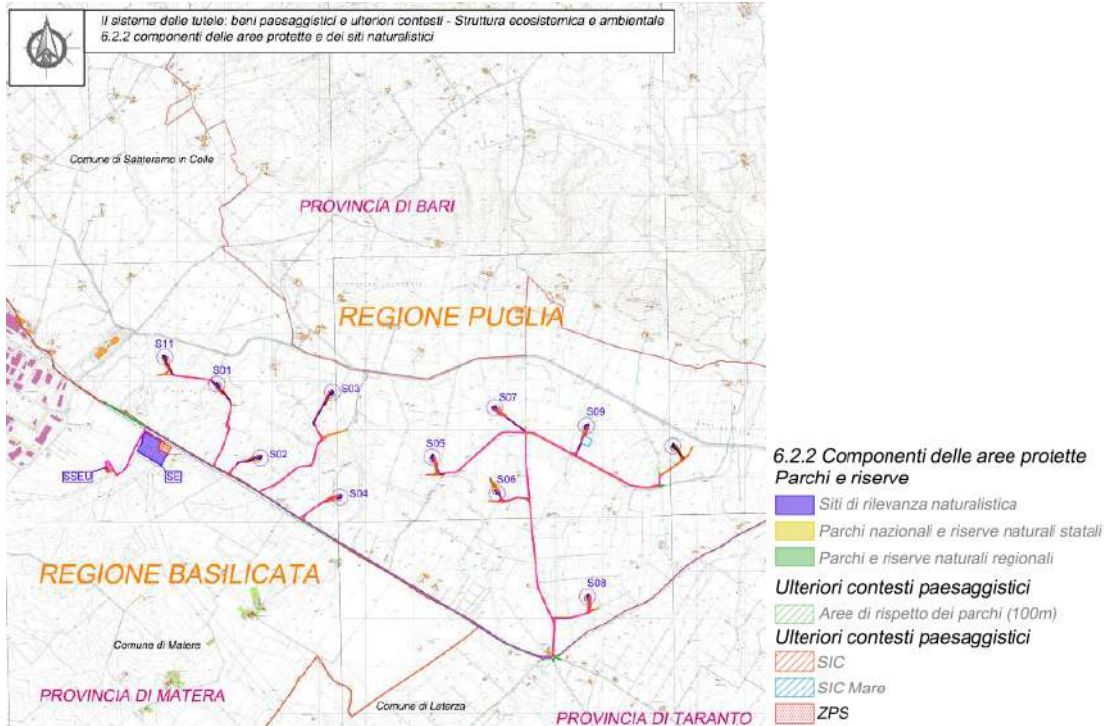 Il sistema delle tutele: beni paesaggistici e ulteriori contesti - Struttura ecosistemica e ambientale
6.2.2 componenti delle aree protette e dei siti naturalistici
Comune di Santeramo in Colle
PROVINCIA DI BARI
REGIONE PUGLIA
S11
S01
S03
S07
S09
S02
S05
SSEU
SE
S06
S04
REGIONE BASILICATA
S08
Comune di Matera
PROVINCIA DI MATERA
Comune di Laterza
PROVINCIA DI TARANTO
6.2.2 Componenti delle aree protette
Parchi e riserve
Siti di rilevanza naturalistica
Parchi nazionali e riserve naturali statali
Parchi e riserve naturali regionali
Ulteriori contesti paesaggistici
Aree di rispetto dei parchi (100m)
Ulteriori contesti paesaggistici
SIC
SIC Mare
ZPS